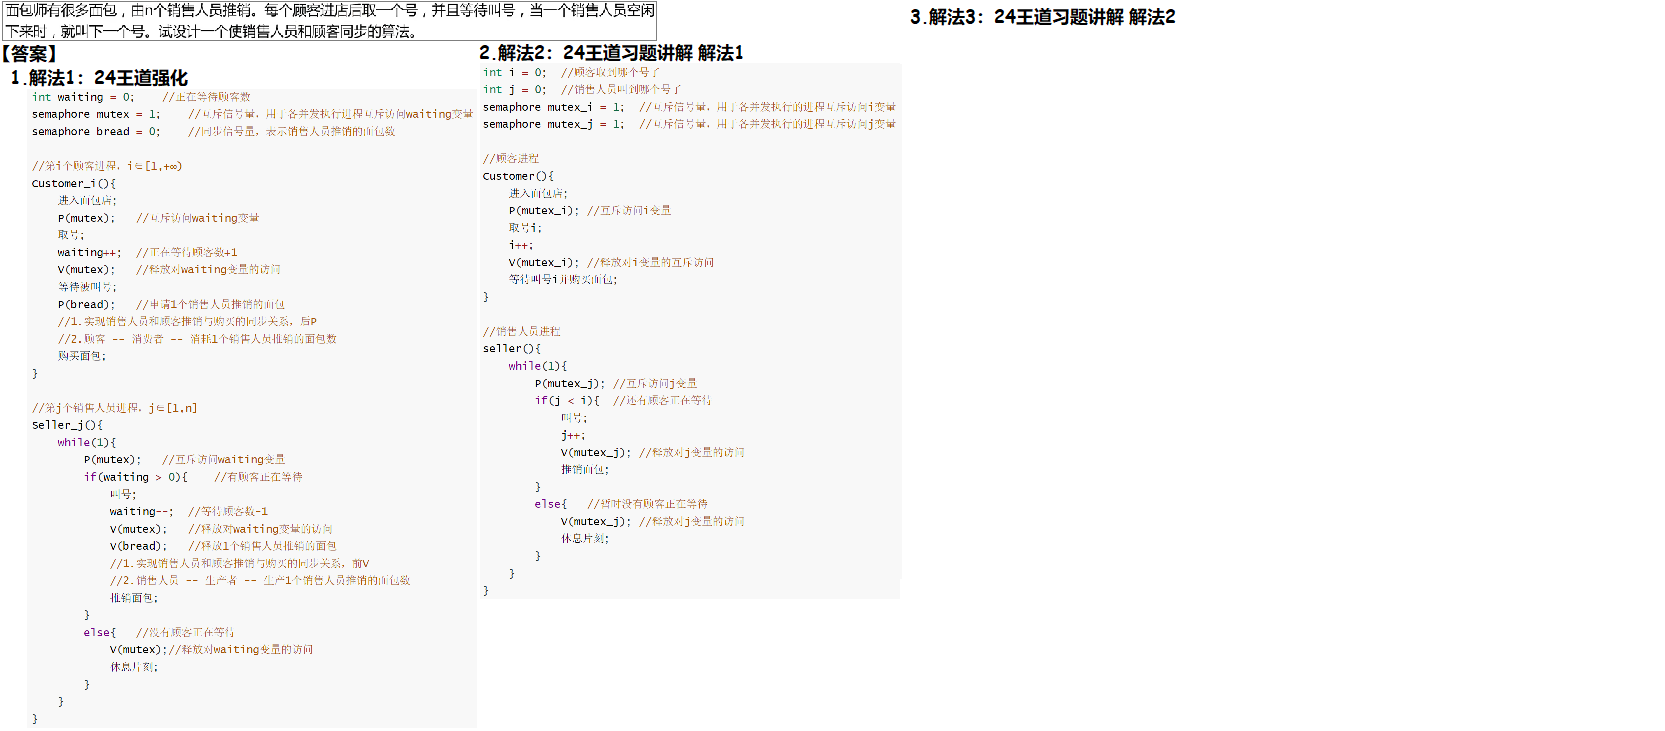 面包师有很多面包，由n个销售人员推销。每个顾客进店后取一个号，并且等待叫号，当一个销售人员空闲
下来时，就叫下一个号。试设计一个使销售人员和顾客同步的算法。
【答案】
1.解法1：24王道强化
int waiting = 0;    //正在等待顾客数
semaphore mutex = 1;    //互斥信号量，用于各并发执行进程互斥访问waiting变量
semaphore bread = 0;    //同步信号量，表示销售人员推销的面包数
//第i个顾客进程，i∈[1,+∞)
Customer_i(){
进入面包店;
P(mutex);   //互斥访问waiting变量
取号;
waiting++;  //正在等待顾客数+1
V(mutex);   //释放对waiting变量的访问
等待被叫号;
P(bread);   //申请1个销售人员推销的面包
//1.实现销售人员和顾客推销与购买的同步关系，后P
//2.顾客 -- 消费者 -- 消耗1个销售人员推销的面包数
购买面包;
}
//第j个销售人员进程，j∈[1,n]
Seller_j(){
while(1){
P(mutex);   //互斥访问waiting变量
if(waiting > 0){    //有顾客正在等待
叫号;
waiting--;  //等待顾客数-1
V(mutex);   //释放对waiting变量的访问
V(bread);   //释放1个销售人员推销的面包
//1.实现销售人员和顾客推销与购买的同步关系，前V
//2.销售人员 -- 生产者 -- 生产1个销售人员推销的面包数
推销面包;
}
else{   //没有顾客正在等待
V(mutex);//释放对waiting变量的访问
休息片刻;
}
}
}
2.解法2：24王道习题讲解 解法1
int i = 0;  //顾客取到哪个号了
int j = 0;  //销售人员叫到哪个号了
semaphore mutex_i = 1;  //互斥信号量，用于各并发执行的进程互斥访问i变量
semaphore mutex_j = 1;  //互斥信号量，用于各并发执行的进程互斥访问j变量
//顾客进程
Customer(){
进入面包店;
P(mutex_i); //互斥访问i变量
取号i;
i++;
V(mutex_i); //释放对i变量的互斥访问
等待叫号i并购买面包;
}
//销售人员进程
seller(){
while(1){
P(mutex_j); //互斥访问j变量
if(j < i){  //还有顾客正在等待
叫号;
j++;
V(mutex_j); //释放对j变量的访问
推销面包;
}
else{   //暂时没有顾客正在等待
V(mutex_j); //释放对j变量的访问
休息片刻;
}
}
}
3.解法3：24王道习题讲解 解法2